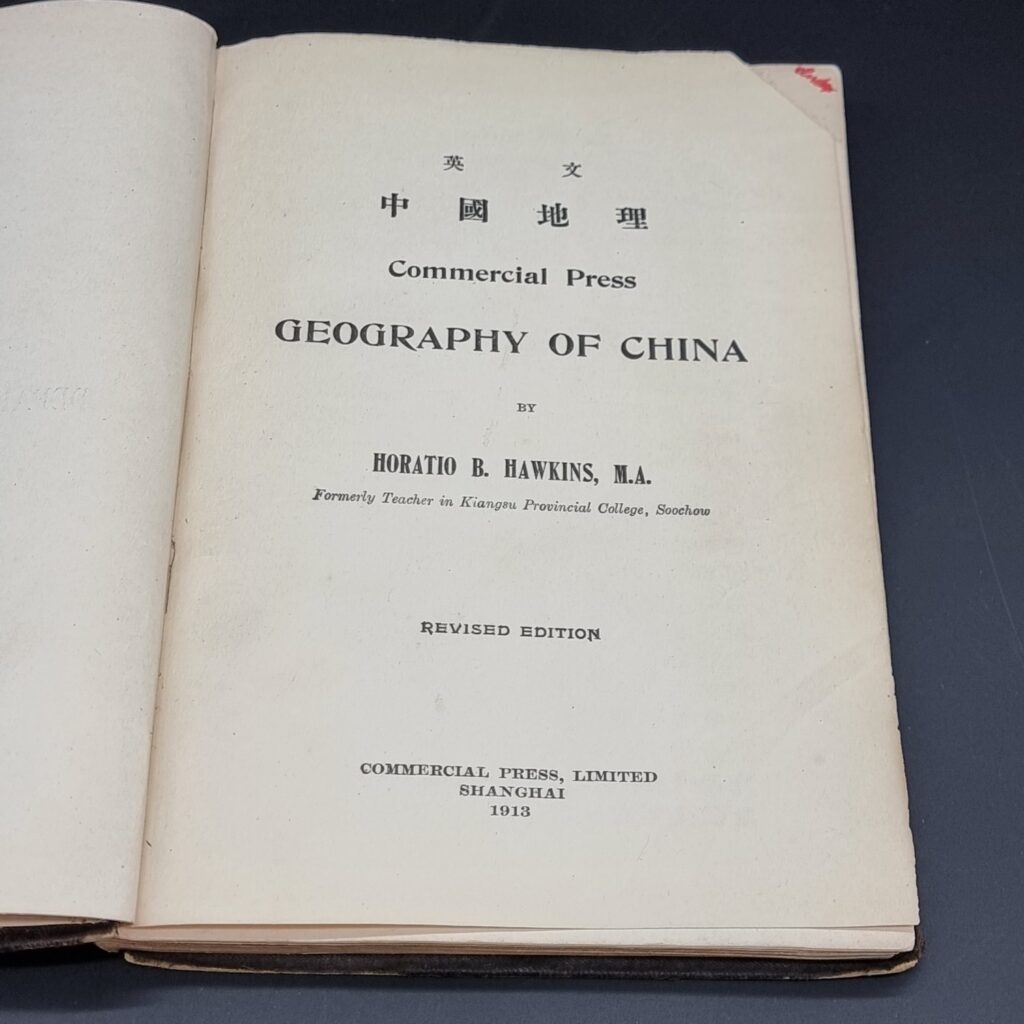 英文
中國地理
Commercial Press
GEOGRAPHY OF CHINA
BY
HORATIO B. HAWKINS, M.A.
Formerly Teacher in Kiangsu Provincial College, Soochow
REVISED EDITION
COMMERCIAL PRESS, LIMITED
SHANGHAI
1913